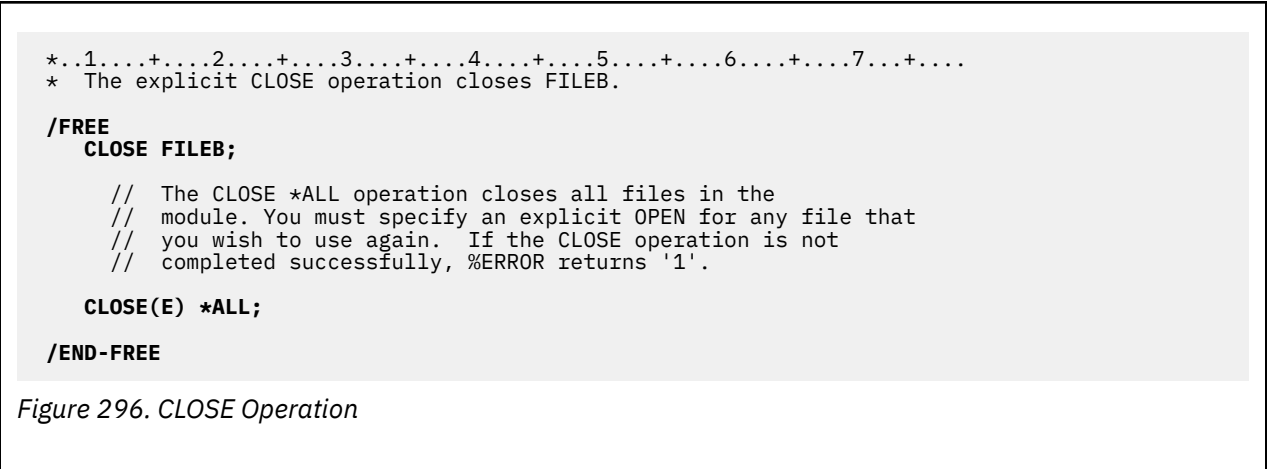 *..1....+....2....+....3....+....4....+....5....+....6....+....7...+....
*  The explicit CLOSE operation closes FILEB.
/FREE
CLOSE FILEB;
//  The CLOSE *ALL operation closes all files in the
//  module. You must specify an explicit OPEN for any file that
//  you wish to use again.  If the CLOSE operation is not
//  completed successfully, %ERROR returns '1'.
CLOSE(E) *ALL;
/END-FREE
Figure 296. CLOSE Operation